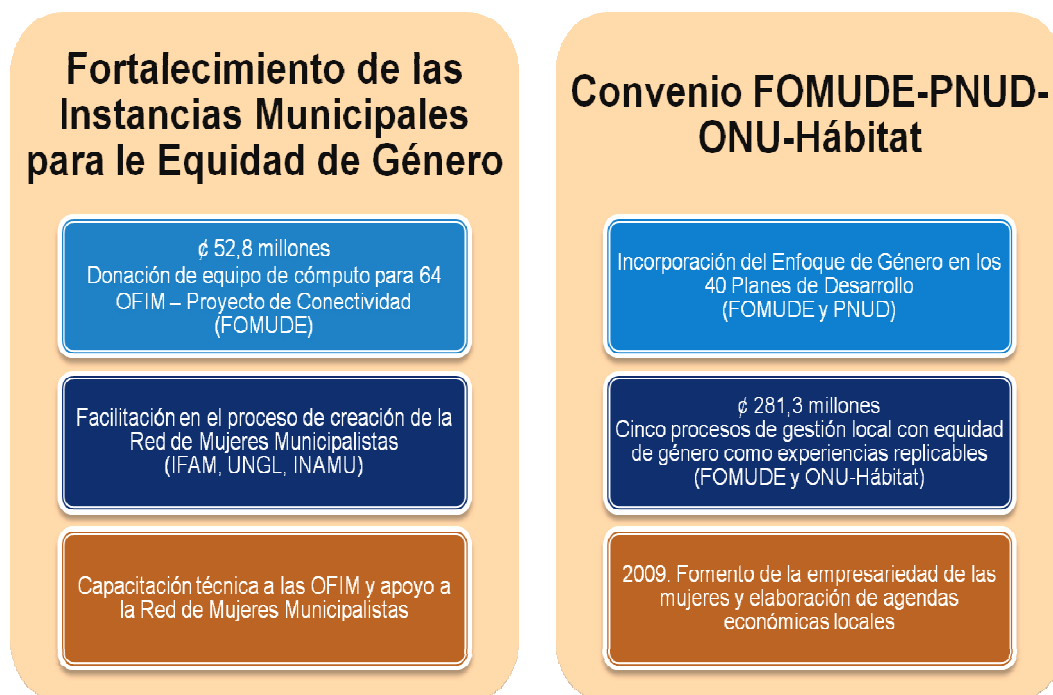 Fortalecimiento de las
Instancias Municipales
para le Equidad de Género
₡ 52,8 millones
Donación de equipo de cómputo para 64
OFIM – Proyecto de Conectividad
(FOMUDE)
Facilitación en el proceso de creación de la
Red de Mujeres Municipalistas
(IFAM, UNGL, INAMU)
Capacitación técnica a las OFIM y apoyo a
la Red de Mujeres Municipalistas
Convenio FOMUDE-PNUD-
ONU-Hábitat
Incorporación del Enfoque de Género en los
40 Planes de Desarrollo
(FOMUDE y PNUD)
₡ 281,3 millones
Cinco procesos de gestión local con equidad
de género como experiencias replicables
(FOMUDE y ONU-Hábitat)
2009. Fomento de la empresariedad de las
mujeres y elaboración de agendas
económicas locales